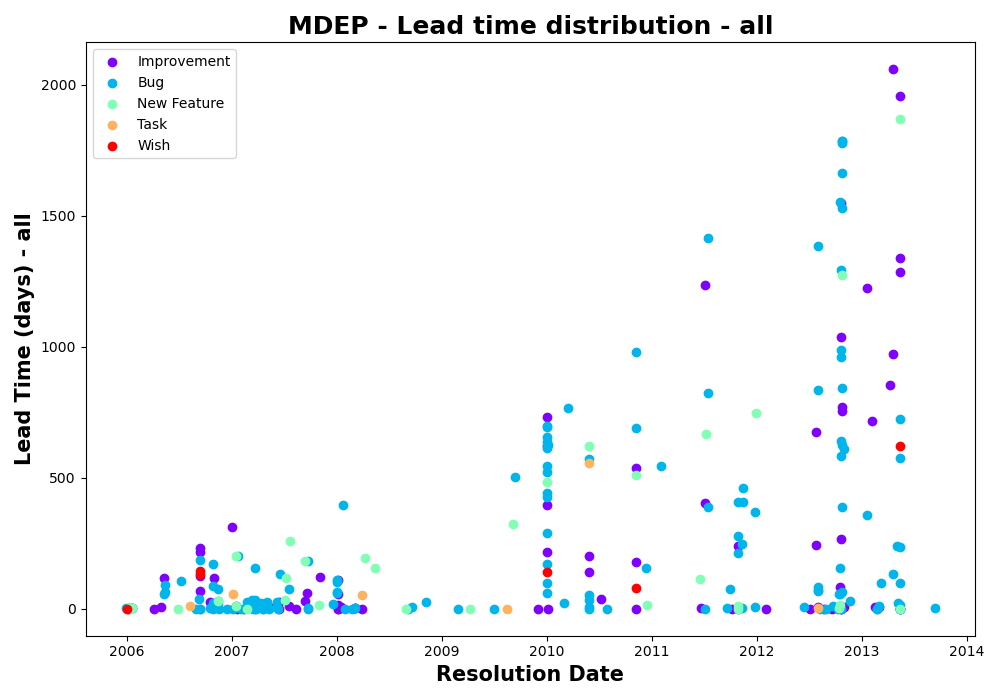 MDEP - Lead time distribution - all
Improvement
Bug
New Feature
Task
Wish
Lead Time (days) - all
2000
1500
1000
500
0
2006 2007 2008 2009 2010 2011 2012 2013 2014
Resolution Date